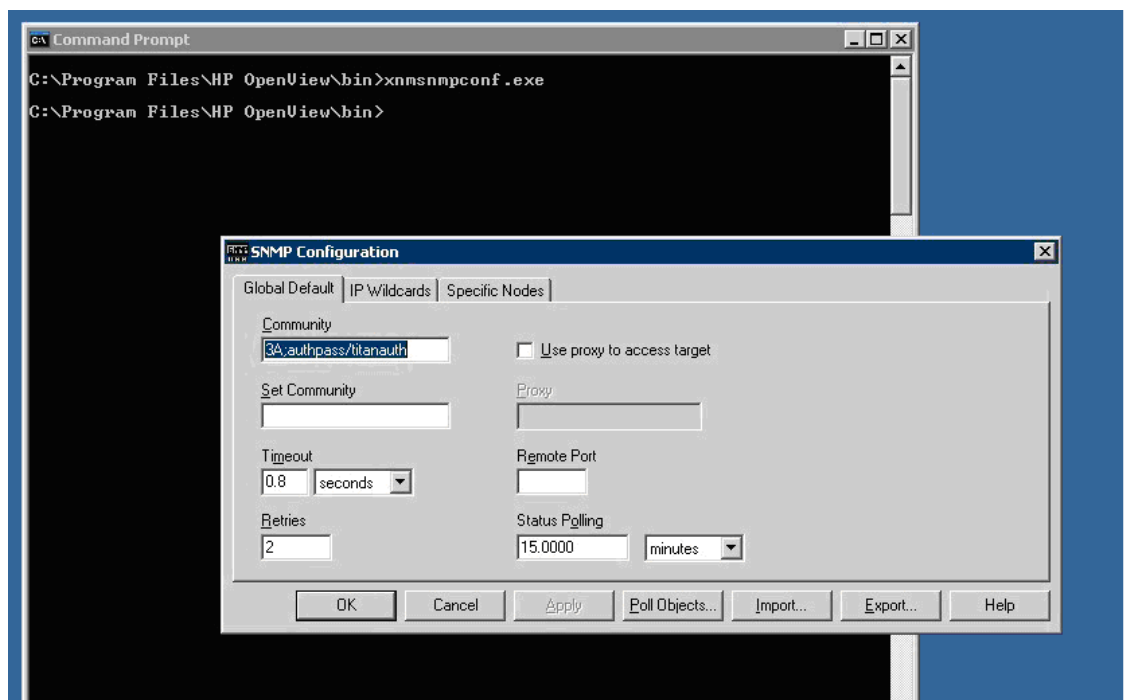 Command Prompt
C:\Program Files\HP OpenView\bin>xnmsnmpconf.exe
C:\Program Files\HP OpenView\bin>
SNMP Configuration
Global Default IP Wildcards Specific Nodes
Community
3A;authpass/titanauth Use proxy to access target
Set Community Proxy
Timeout Remote Port
0.8 seconds
Retries Status Polling
2 15.0000 minutes
OK Cancel Apply Poll Objects... Import... Export... Help